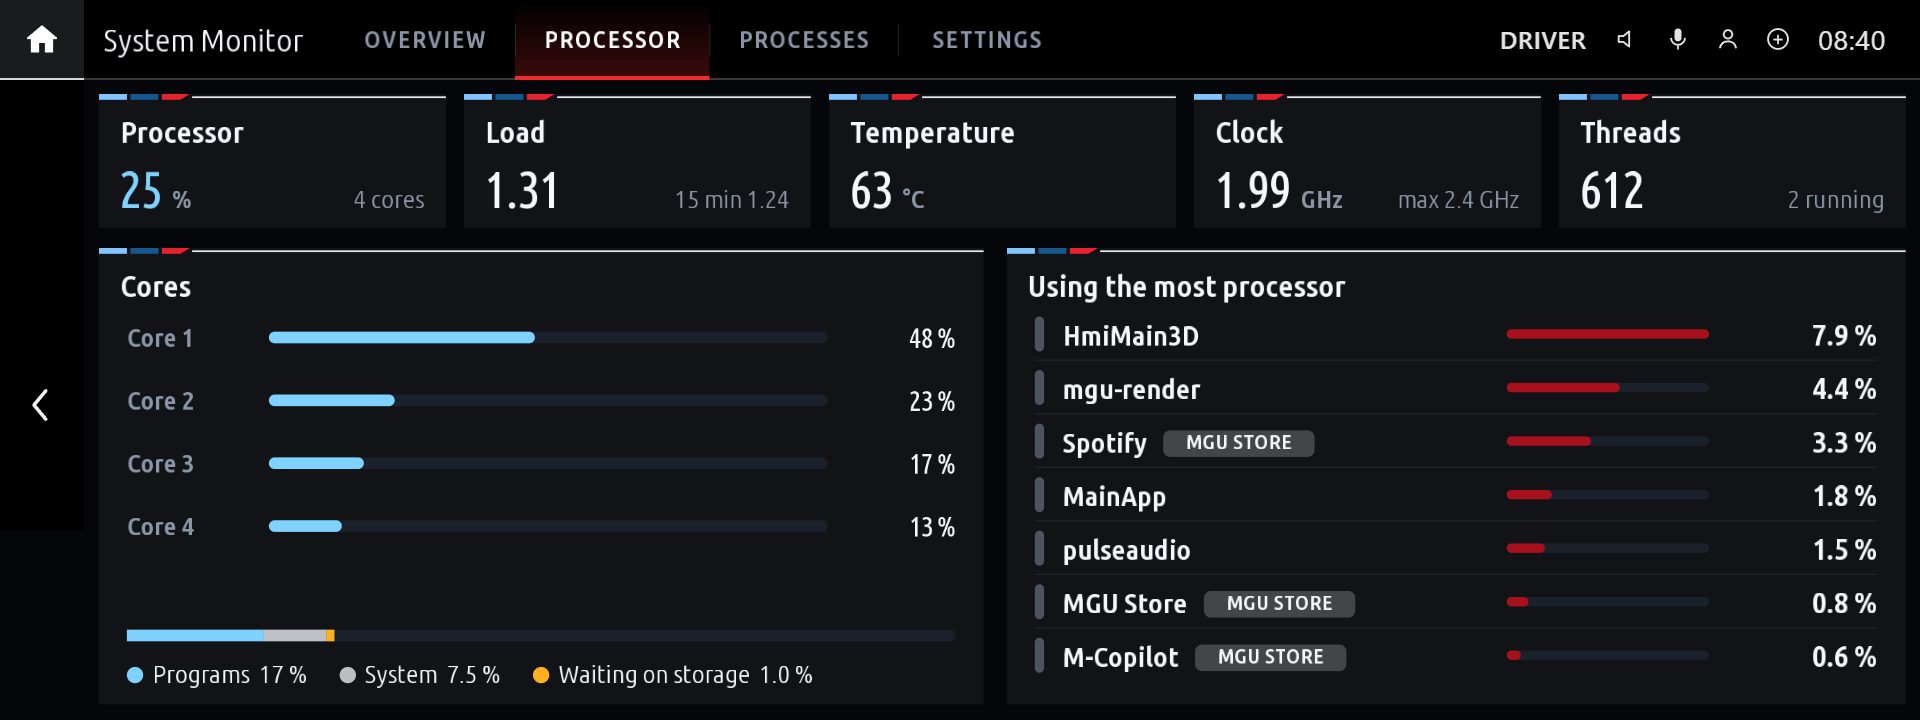 System Monitor OVERVIEW PROCESSOR PROCESSES SETTINGS DRIVER 08:40
Processor
25 % 4 cores
Load
1.31 15 min 1.24
Temperature
63 °C
Clock
1.99 GHz max 2.4 GHz
Threads
612 2 running
Cores
Core 1 48 %
Core 2 23 %
Core 3 17 %
Core 4 13 %
Programs 17 % System 7.5 % Waiting on storage 1.0 %
Using the most processor
HmiMain3D 7.9 %
mgu-render 4.4 %
Spotify MGU STORE 3.3 %
MainApp 1.8 %
pulseaudio 1.5 %
MGU Store MGU STORE 0.8 %
M-Copilot MGU STORE 0.6 %